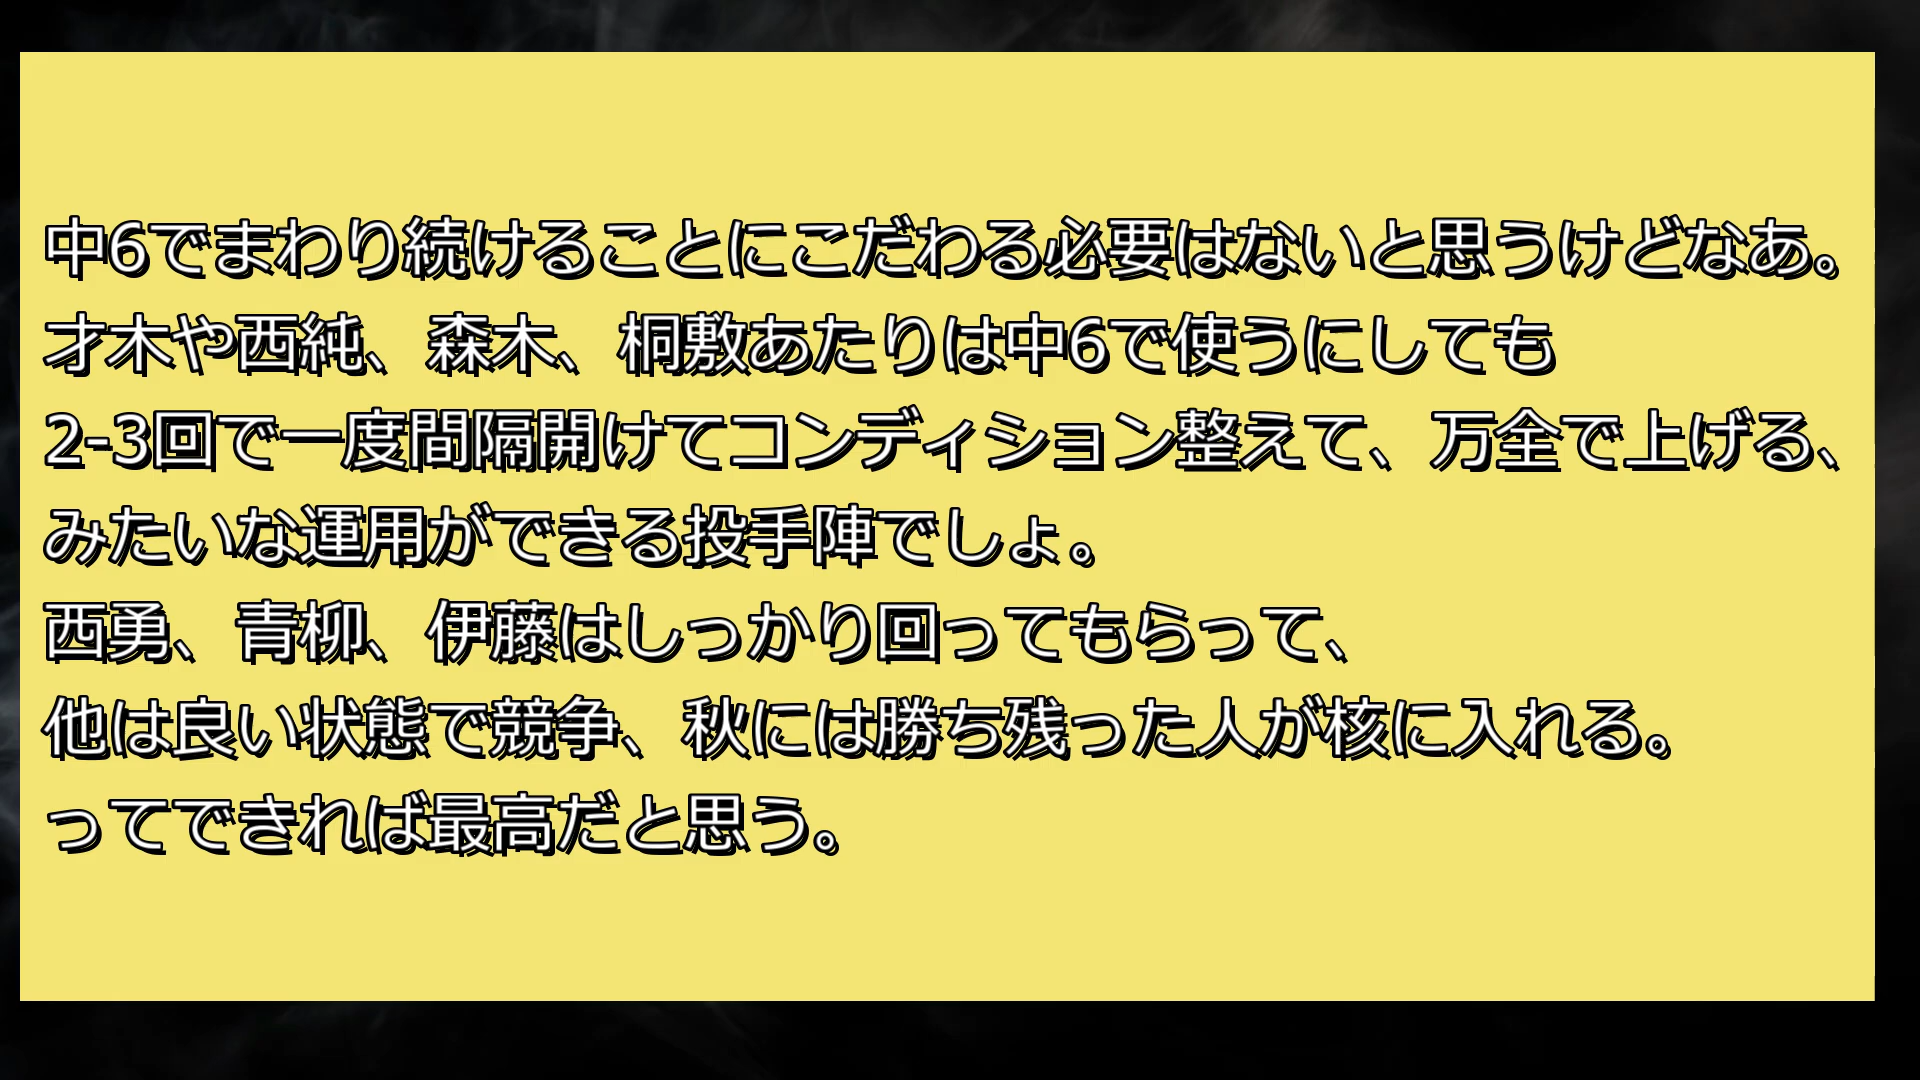 中6でまわり続けることにこだわる必要はないと思うけどなあ。
才木や西純、森木、桐敷あたりは中6で使うにしても
2-3回で一度間隔開けてコンディション整えて、万全で上げる、
みたいな運用ができる投手陣でしょ。
西勇、青柳、伊藤はしっかり回ってもらって、
他は良い状態で競争、秋には勝ち残った人が核に入れる。
ってできれば最高だと思う。